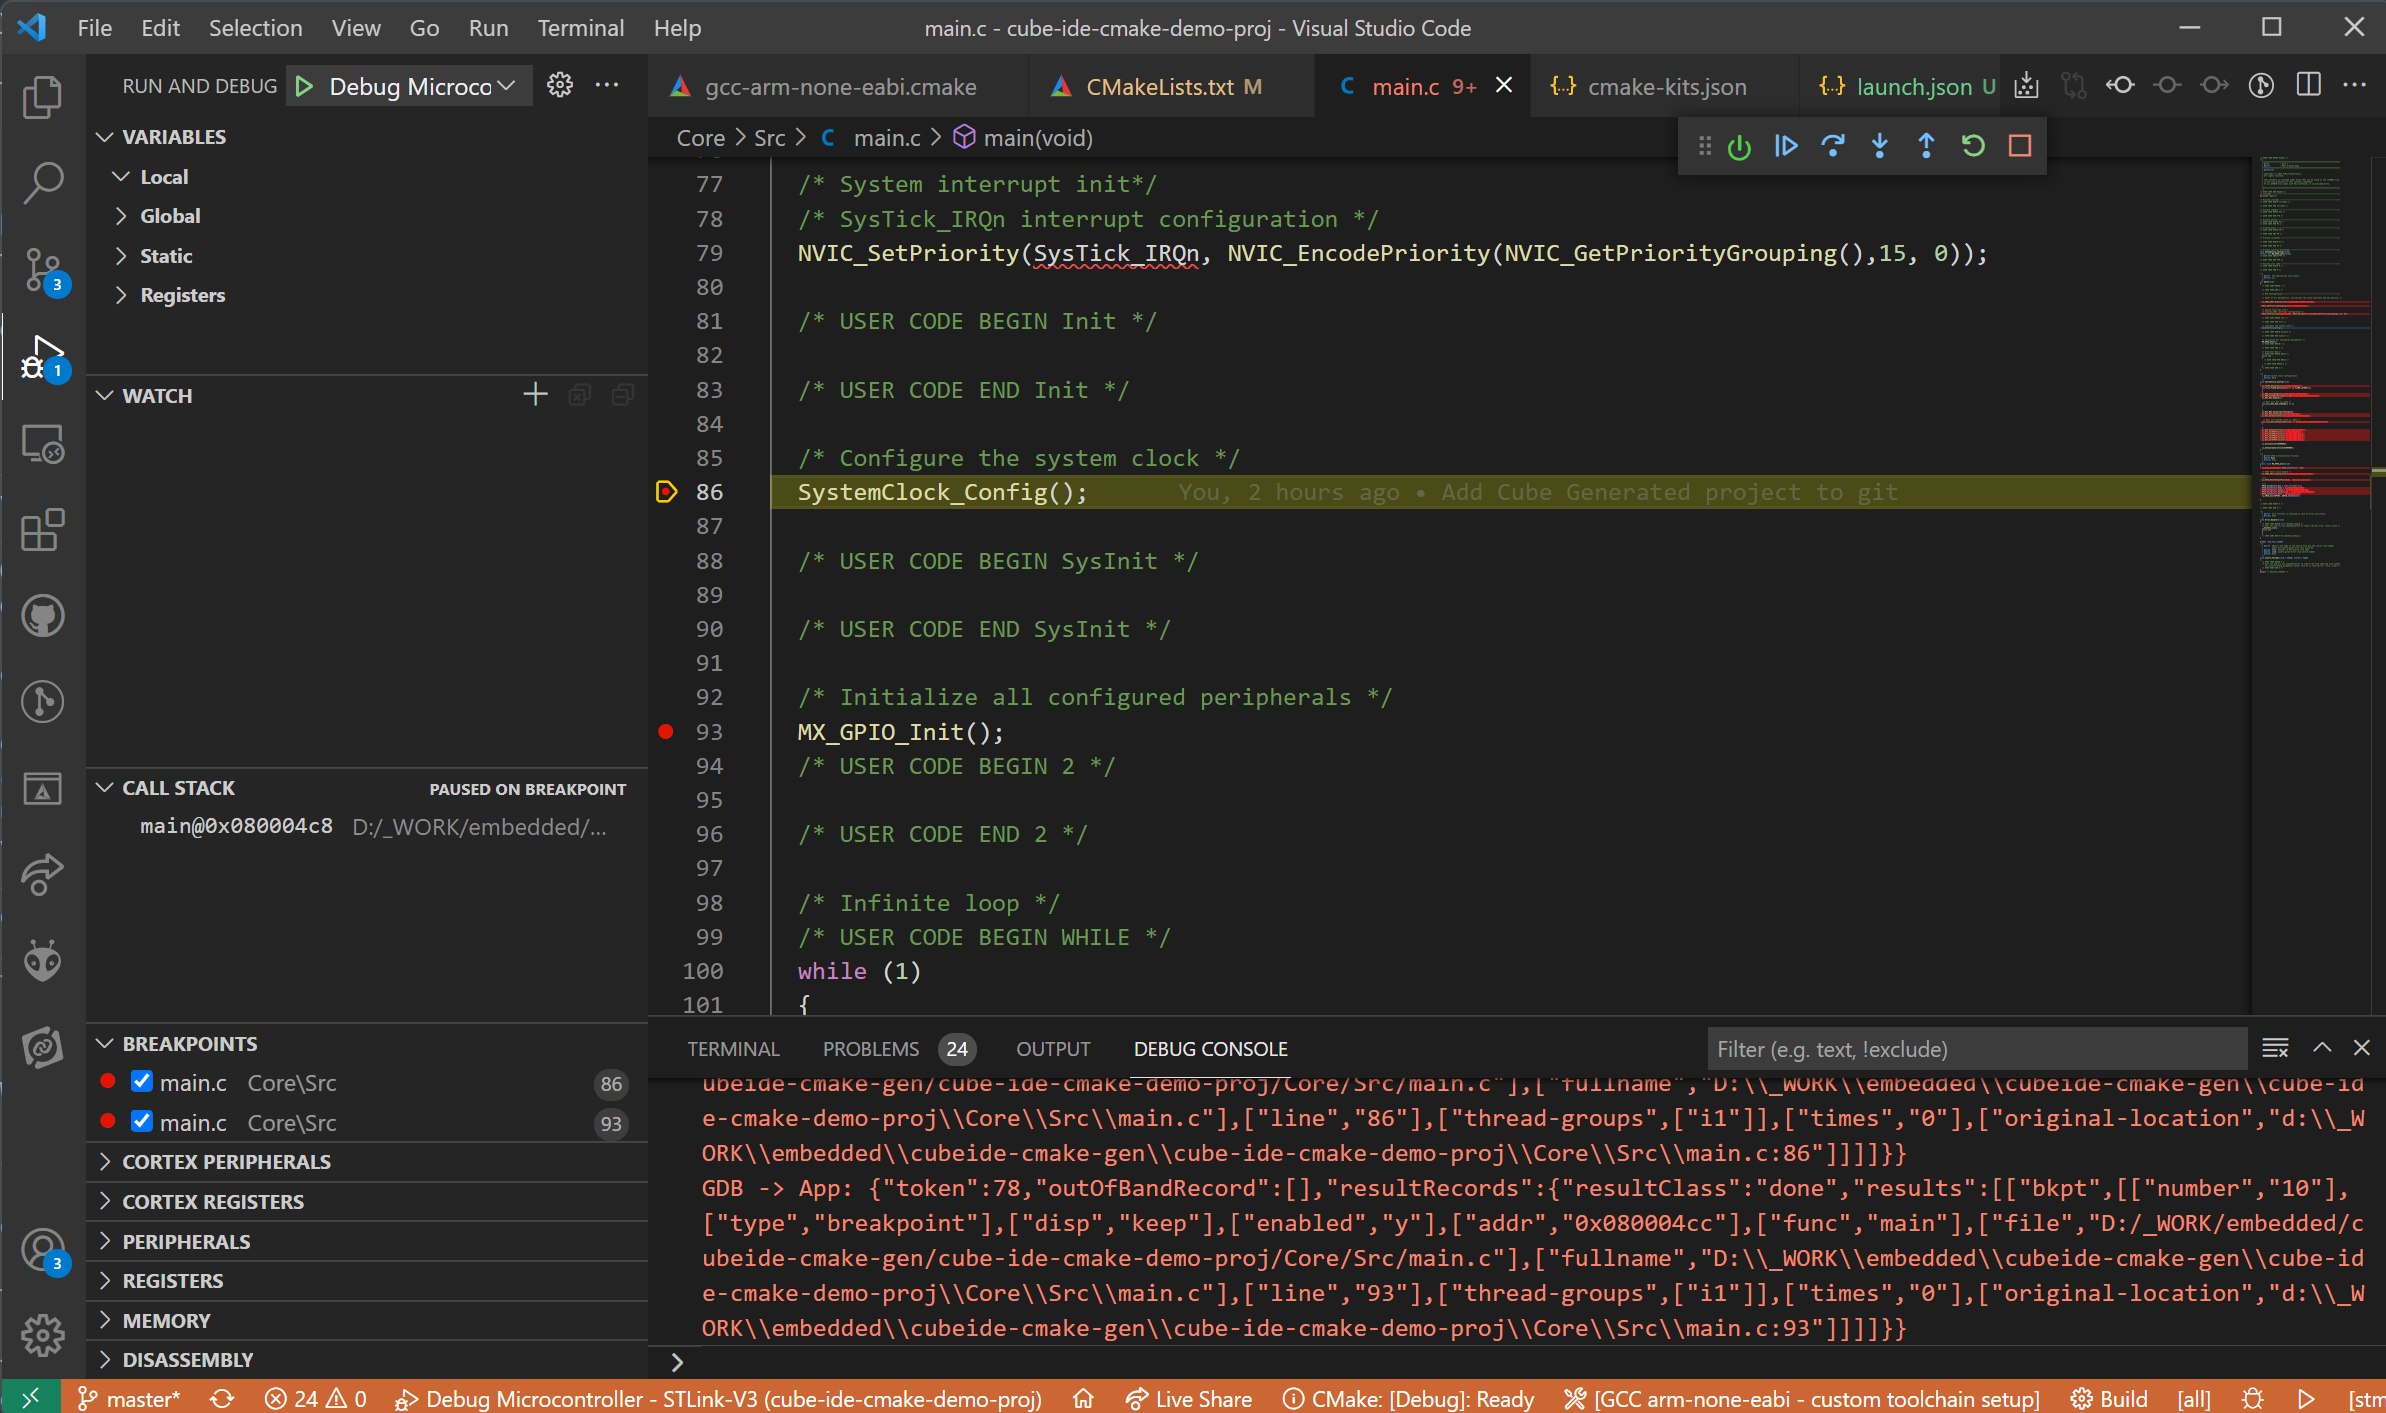 File Edit Selection View Go Run Terminal Help
main.c - cube-ide-cmake-demo-proj - Visual Studio Code
RUN AND DEBUG Debug Microco
gcc-arm-none-eabi.cmake
CMakeLists.txt M
C main.c 9+
{..} cmake-kits.json
{..} launch.json U
Core > Src > C main.c > main(void)
VARIABLES
Local
Global
Static
Registers
WATCH
CALL STACK PAUSED ON BREAKPOINT
main@0x080004c8 D:/_WORK/embedded/...
BREAKPOINTS
main.c Core\Src 86
main.c Core\Src 93
CORTEX PERIPHERALS
CORTEX REGISTERS
PERIPHERALS
REGISTERS
MEMORY
DISASSEMBLY
3
1
3
77 /* System interrupt init*/
78 /* SysTick_IRQn interrupt configuration */
79 NVIC_SetPriority(SysTick_IRQn, NVIC_EncodePriority(NVIC_GetPriorityGrouping(),15, 0));
80
81 /* USER CODE BEGIN Init */
82
83 /* USER CODE END Init */
84
85 /* Configure the system clock */
86 SystemClock_Config(); You, 2 hours ago • Add Cube Generated project to git
87
88 /* USER CODE BEGIN SysInit */
89
90 /* USER CODE END SysInit */
91
92 /* Initialize all configured peripherals */
93 MX_GPIO_Init();
94 /* USER CODE BEGIN 2 */
95
96 /* USER CODE END 2 */
97
98 /* Infinite loop */
99 /* USER CODE BEGIN WHILE */
100 while (1)
101 {
TERMINAL PROBLEMS 24 OUTPUT DEBUG CONSOLE
Filter (e.g. text, !exclude)
ubeide-cmake-gen/cube-ide-cmake-demo-proj/Core/Src/main.c"],["fullname","D:\\_WORK\\embedded\\cubeide-cmake-gen\\cube-id
e-cmake-demo-proj\\Core\\Src\\main.c"],["line","86"],["thread-groups",["i1"]],["times","0"],["original-location","d:\\_W
ORK\\embedded\\cubeide-cmake-gen\\cube-ide-cmake-demo-proj\\Core\\Src\\main.c:86"]]]]}}
GDB -> App: {"token":78,"outOfBandRecord":[],"resultRecords":{"resultClass":"done","results":[["bkpt",[["number","10"],
["type","breakpoint"],["disp","keep"],["enabled","y"],["addr","0x080004cc"],["func","main"],["file","D:/_WORK/embedded/c
ubeide-cmake-gen/cube-ide-cmake-demo-proj/Core/Src/main.c"],["fullname","D:\\_WORK\\embedded\\cubeide-cmake-gen\\cube-id
e-cmake-demo-proj\\Core\\Src\\main.c"],["line","93"],["thread-groups",["i1"]],["times","0"],["original-location","d:\\_W
ORK\\embedded\\cubeide-cmake-gen\\cube-ide-cmake-demo-proj\\Core\\Src\\main.c:93"]]]]}}
master* 24 0 Debug Microcontroller - STLink-V3 (cube-ide-cmake-demo-proj) Live Share CMake: [Debug]: Ready [GCC arm-none-eabi - custom toolchain setup] Build [all] [stm